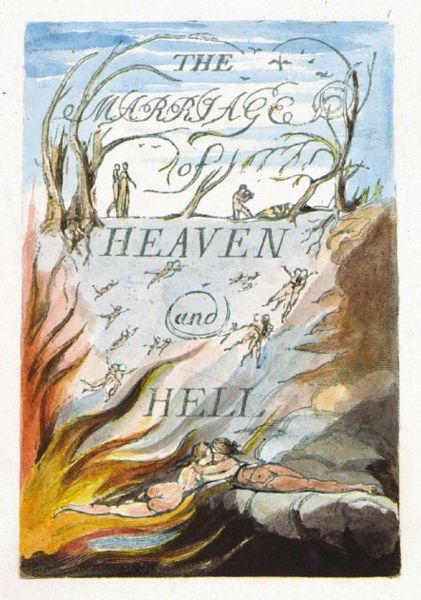 THE
MARRIAGE
of
HEAVEN
and
HELL